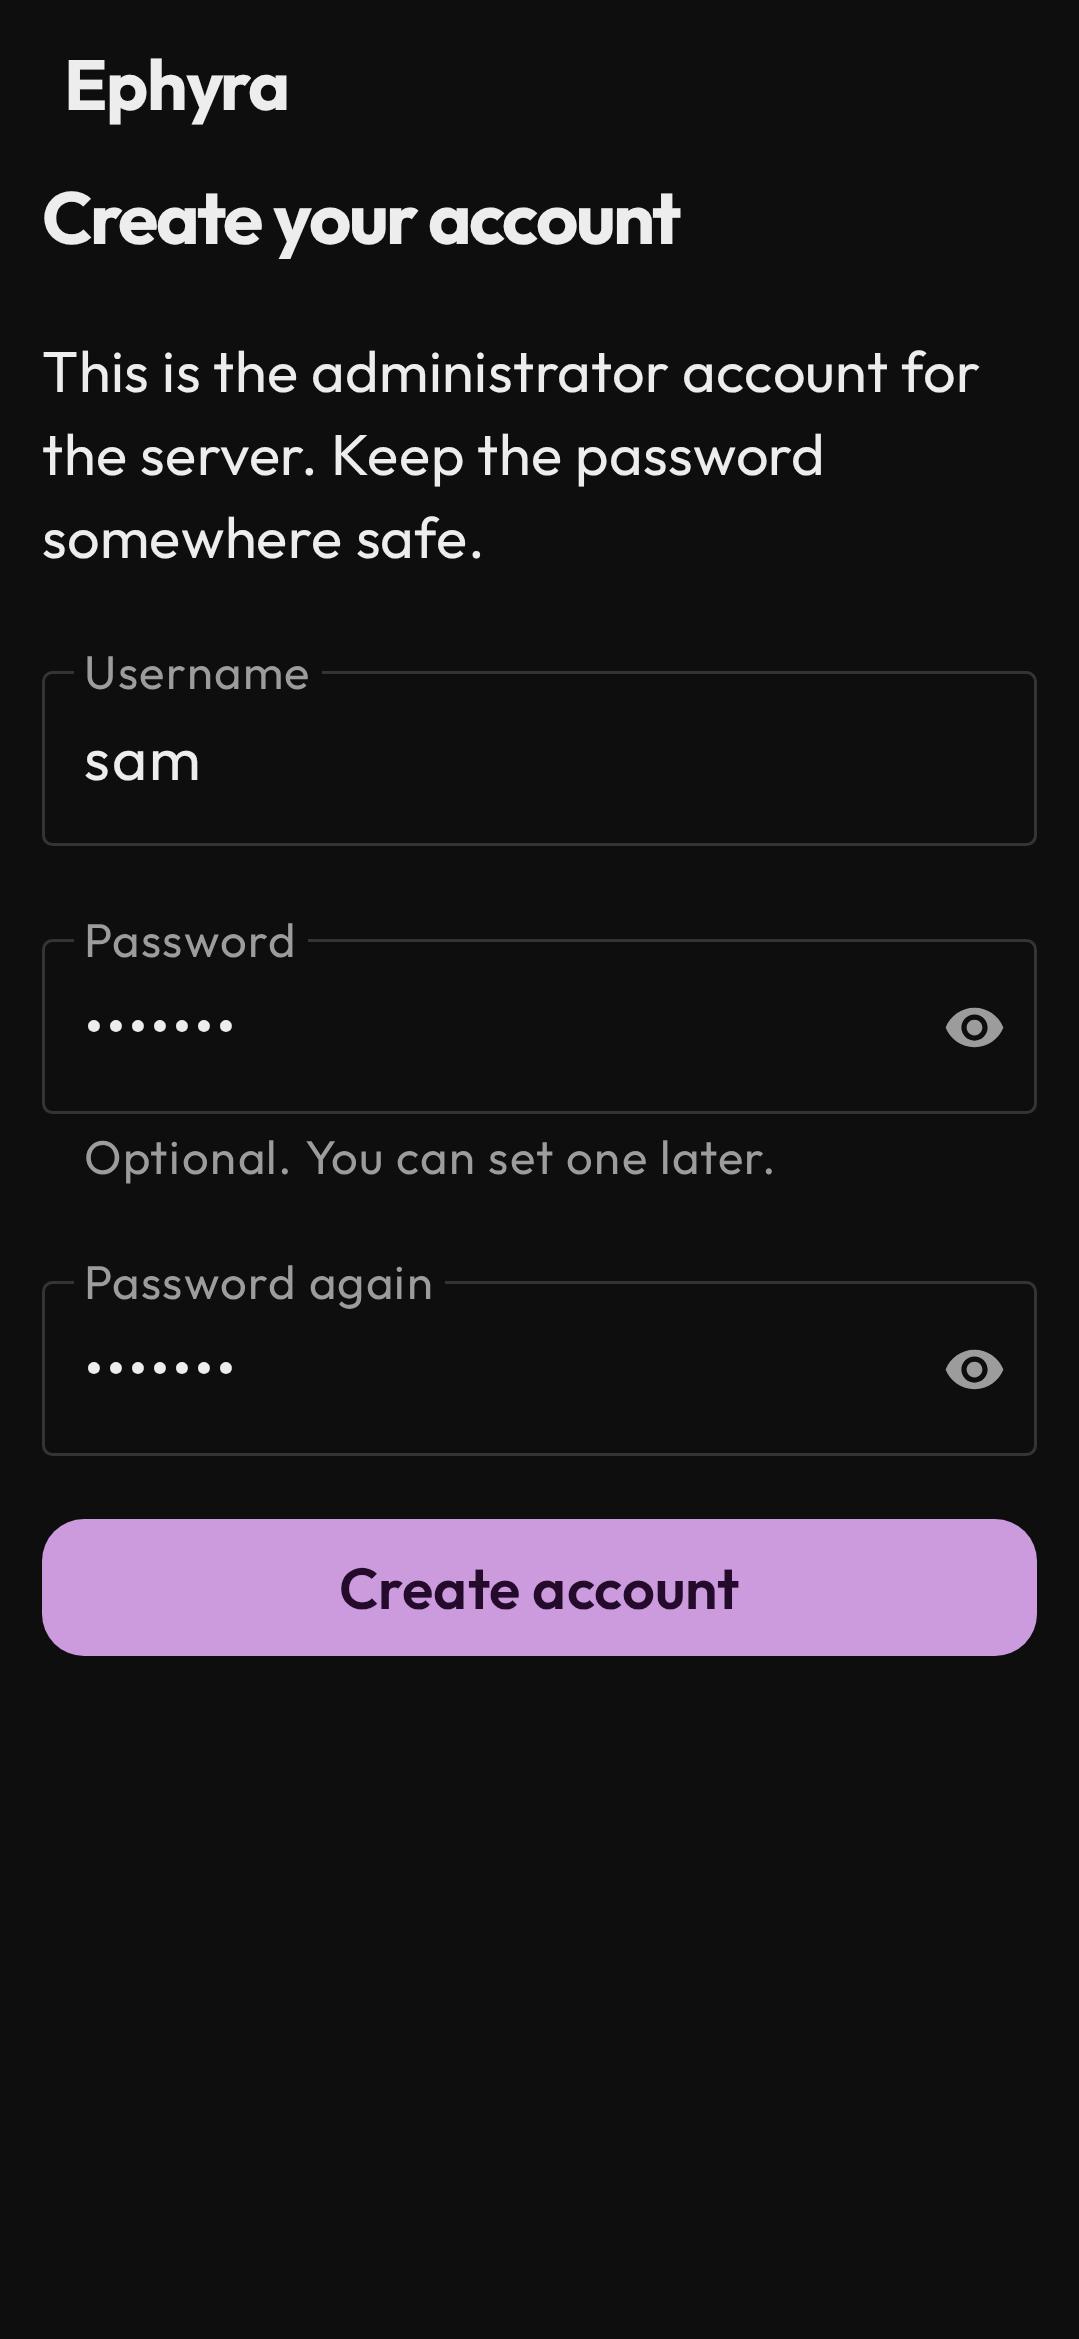 Ephyra
Create your account
This is the administrator account for
the server. Keep the password
somewhere safe.
Username
sam
Password
•••••••
Optional. You can set one later.
Password again
•••••••
Create account